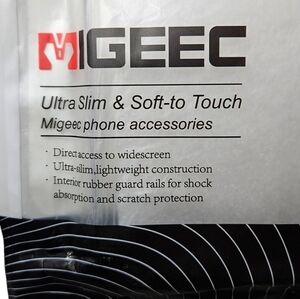 MIGEEC
Ultra Slim & Soft-to Touch
Migeec phone accessories
· Direct access to widescreen
· Ultra-slim,lightweight construction
· Interior rubber guard rails for shock
absorption and scratch protection